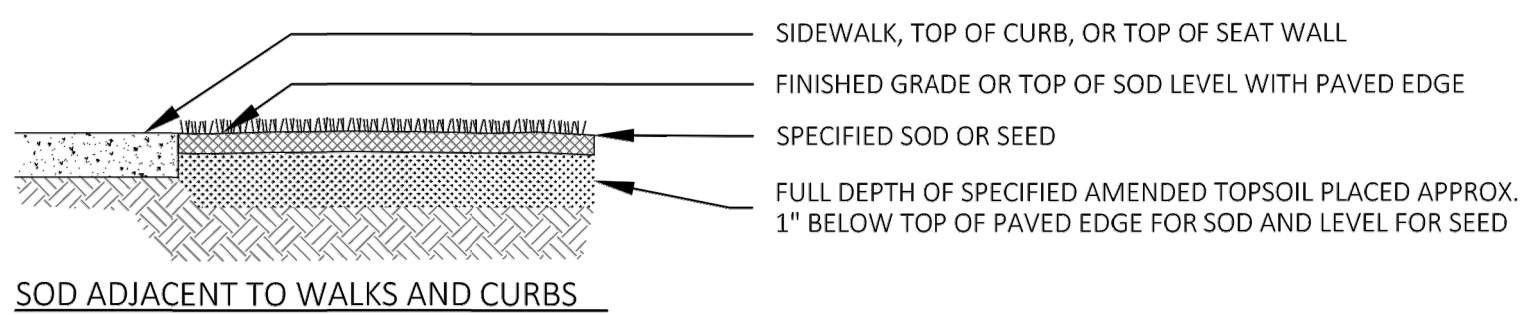 SIDEWALK, TOP OF CURB, OR TOP OF SEAT WALL
FINISHED GRADE OR TOP OF SOD LEVEL WITH PAVED EDGE
SPECIFIED SOD OR SEED
FULL DEPTH OF SPECIFIED AMENDED TOPSOIL PLACED APPROX.
1" BELOW TOP OF PAVED EDGE FOR SOD AND LEVEL FOR SEED
SOD ADJACENT TO WALKS AND CURBS